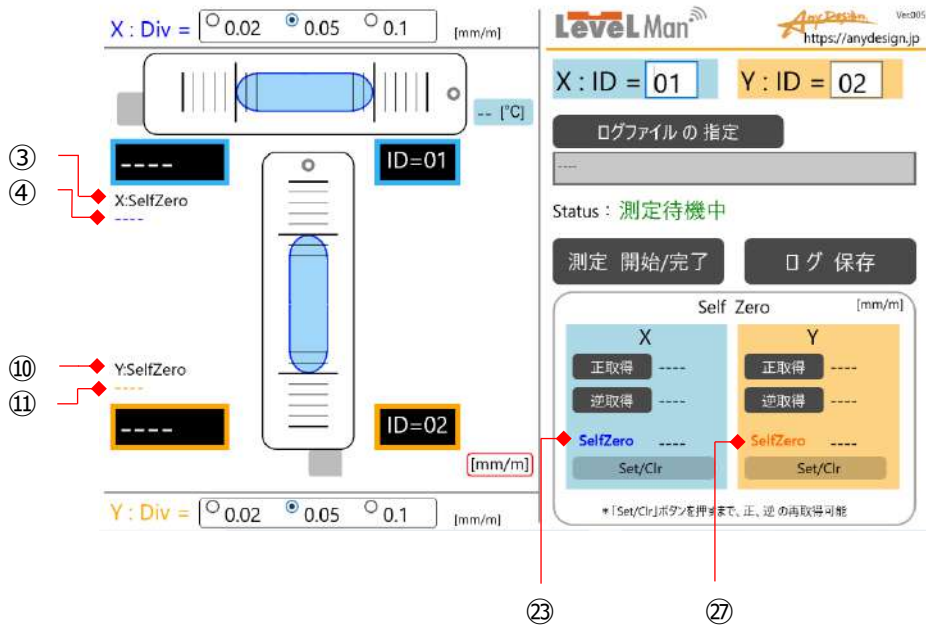 X : Div = 0.02 0.05 0.1 [mm/m]
-- [°C]
---- ID=01
③
④
X:SelfZero
----
⑩
⑪
Y:SelfZero
----
---- ID=02
[mm/m]
Y : Div = 0.02 0.05 0.1 [mm/m]
LeveL Man
AnyDesign Ver.005
https://anydesign.jp
X : ID = 01 Y : ID = 02
ログファイル の 指定
----
Status : 測定待機中
測定 開始/完了 ログ 保存
Self Zero [mm/m]
X Y
正取得 ---- 正取得 ----
逆取得 ---- 逆取得 ----
SelfZero ---- SelfZero ----
Set/Clr Set/Clr
*「Set/Clr」ボタンを押すまで、正、逆 の再取得可能
㉓ ㉗